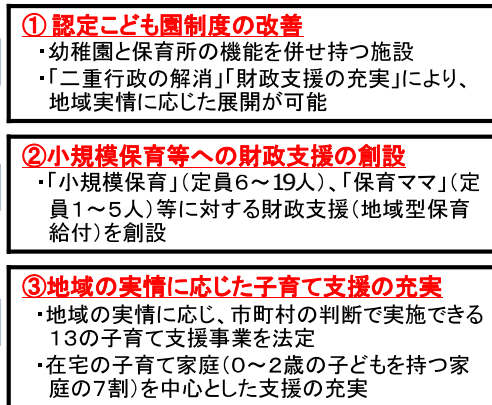 ①認定こども園制度の改善
・幼稚園と保育所の機能を併せ持つ施設
・「二重行政の解消」「財政支援の充実」により、
地域実情に応じた展開が可能
②小規模保育等への財政支援の創設
・「小規模保育」(定員6～19人)、「保育ママ」(定
員1～5人)等に対する財政支援(地域型保育
給付)を創設
③地域の実情に応じた子育て支援の充実
・地域の実情に応じ、市町村の判断で実施できる
13の子育て支援事業を法定
・在宅の子育て家庭(0～2歳の子どもを持つ家
庭の7割)を中心とした支援の充実